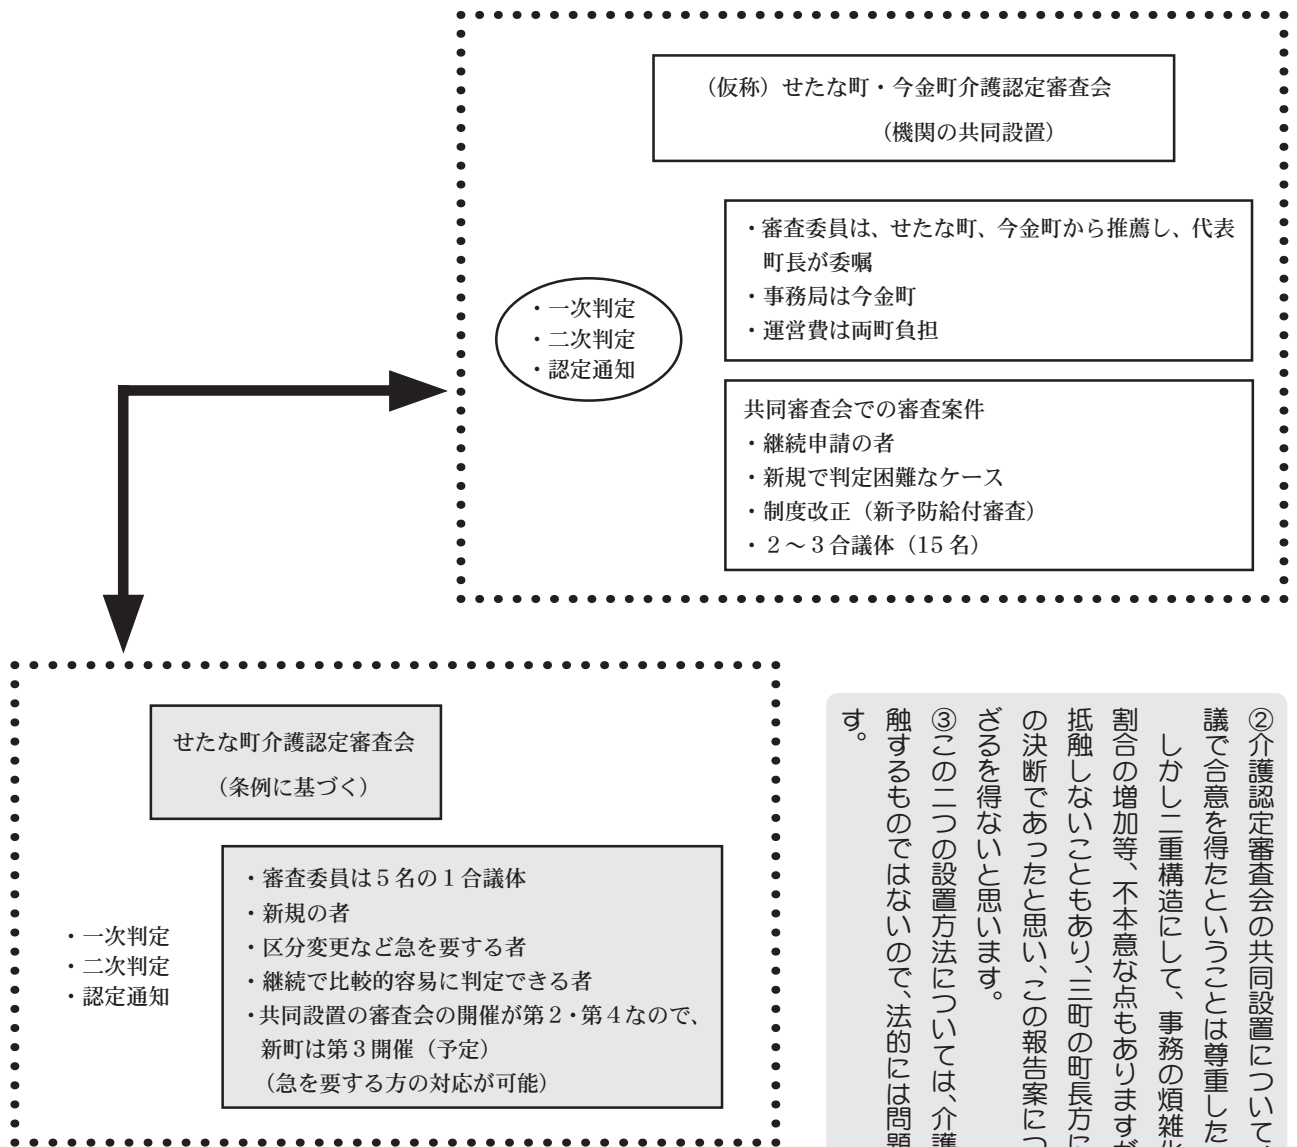 （仮称）せたな町・今金町介護認定審査会
（機関の共同設置）
・審査委員は、せたな町、今金町から推薦し、代表
町長が委嘱
・事務局は今金町
・運営費は両町負担
・一次判定
・二次判定
・認定通知
共同審査会での審査案件
・継続申請の者
・新規で判定困難なケース
・制度改正（新予防給付審査）
・２～３合議体（15 名）
せたな町介護認定審査会
（条例に基づく）
・審査委員は５名の１合議体
・新規の者
・区分変更など急を要する者
・継続で比較的容易に判定できる者
・共同設置の審査会の開催が第２・第４なので、
新町は第３開催（予定）
（急を要する方の対応が可能）
・一次判定
・二次判定
・認定通知
②介護認定審査会の共同設置について
議で合意を得たということは尊重した
しかし二重構造にして、事務の煩雑
割合の増加等、不本意な点もありますが
抵触しないこともあり、三町の町長方に
の決断であったと思い、この報告案につ
ざるを得ないと思います。
③この二つの設置方法については、介護
触するものではないので、法的には問題
す。